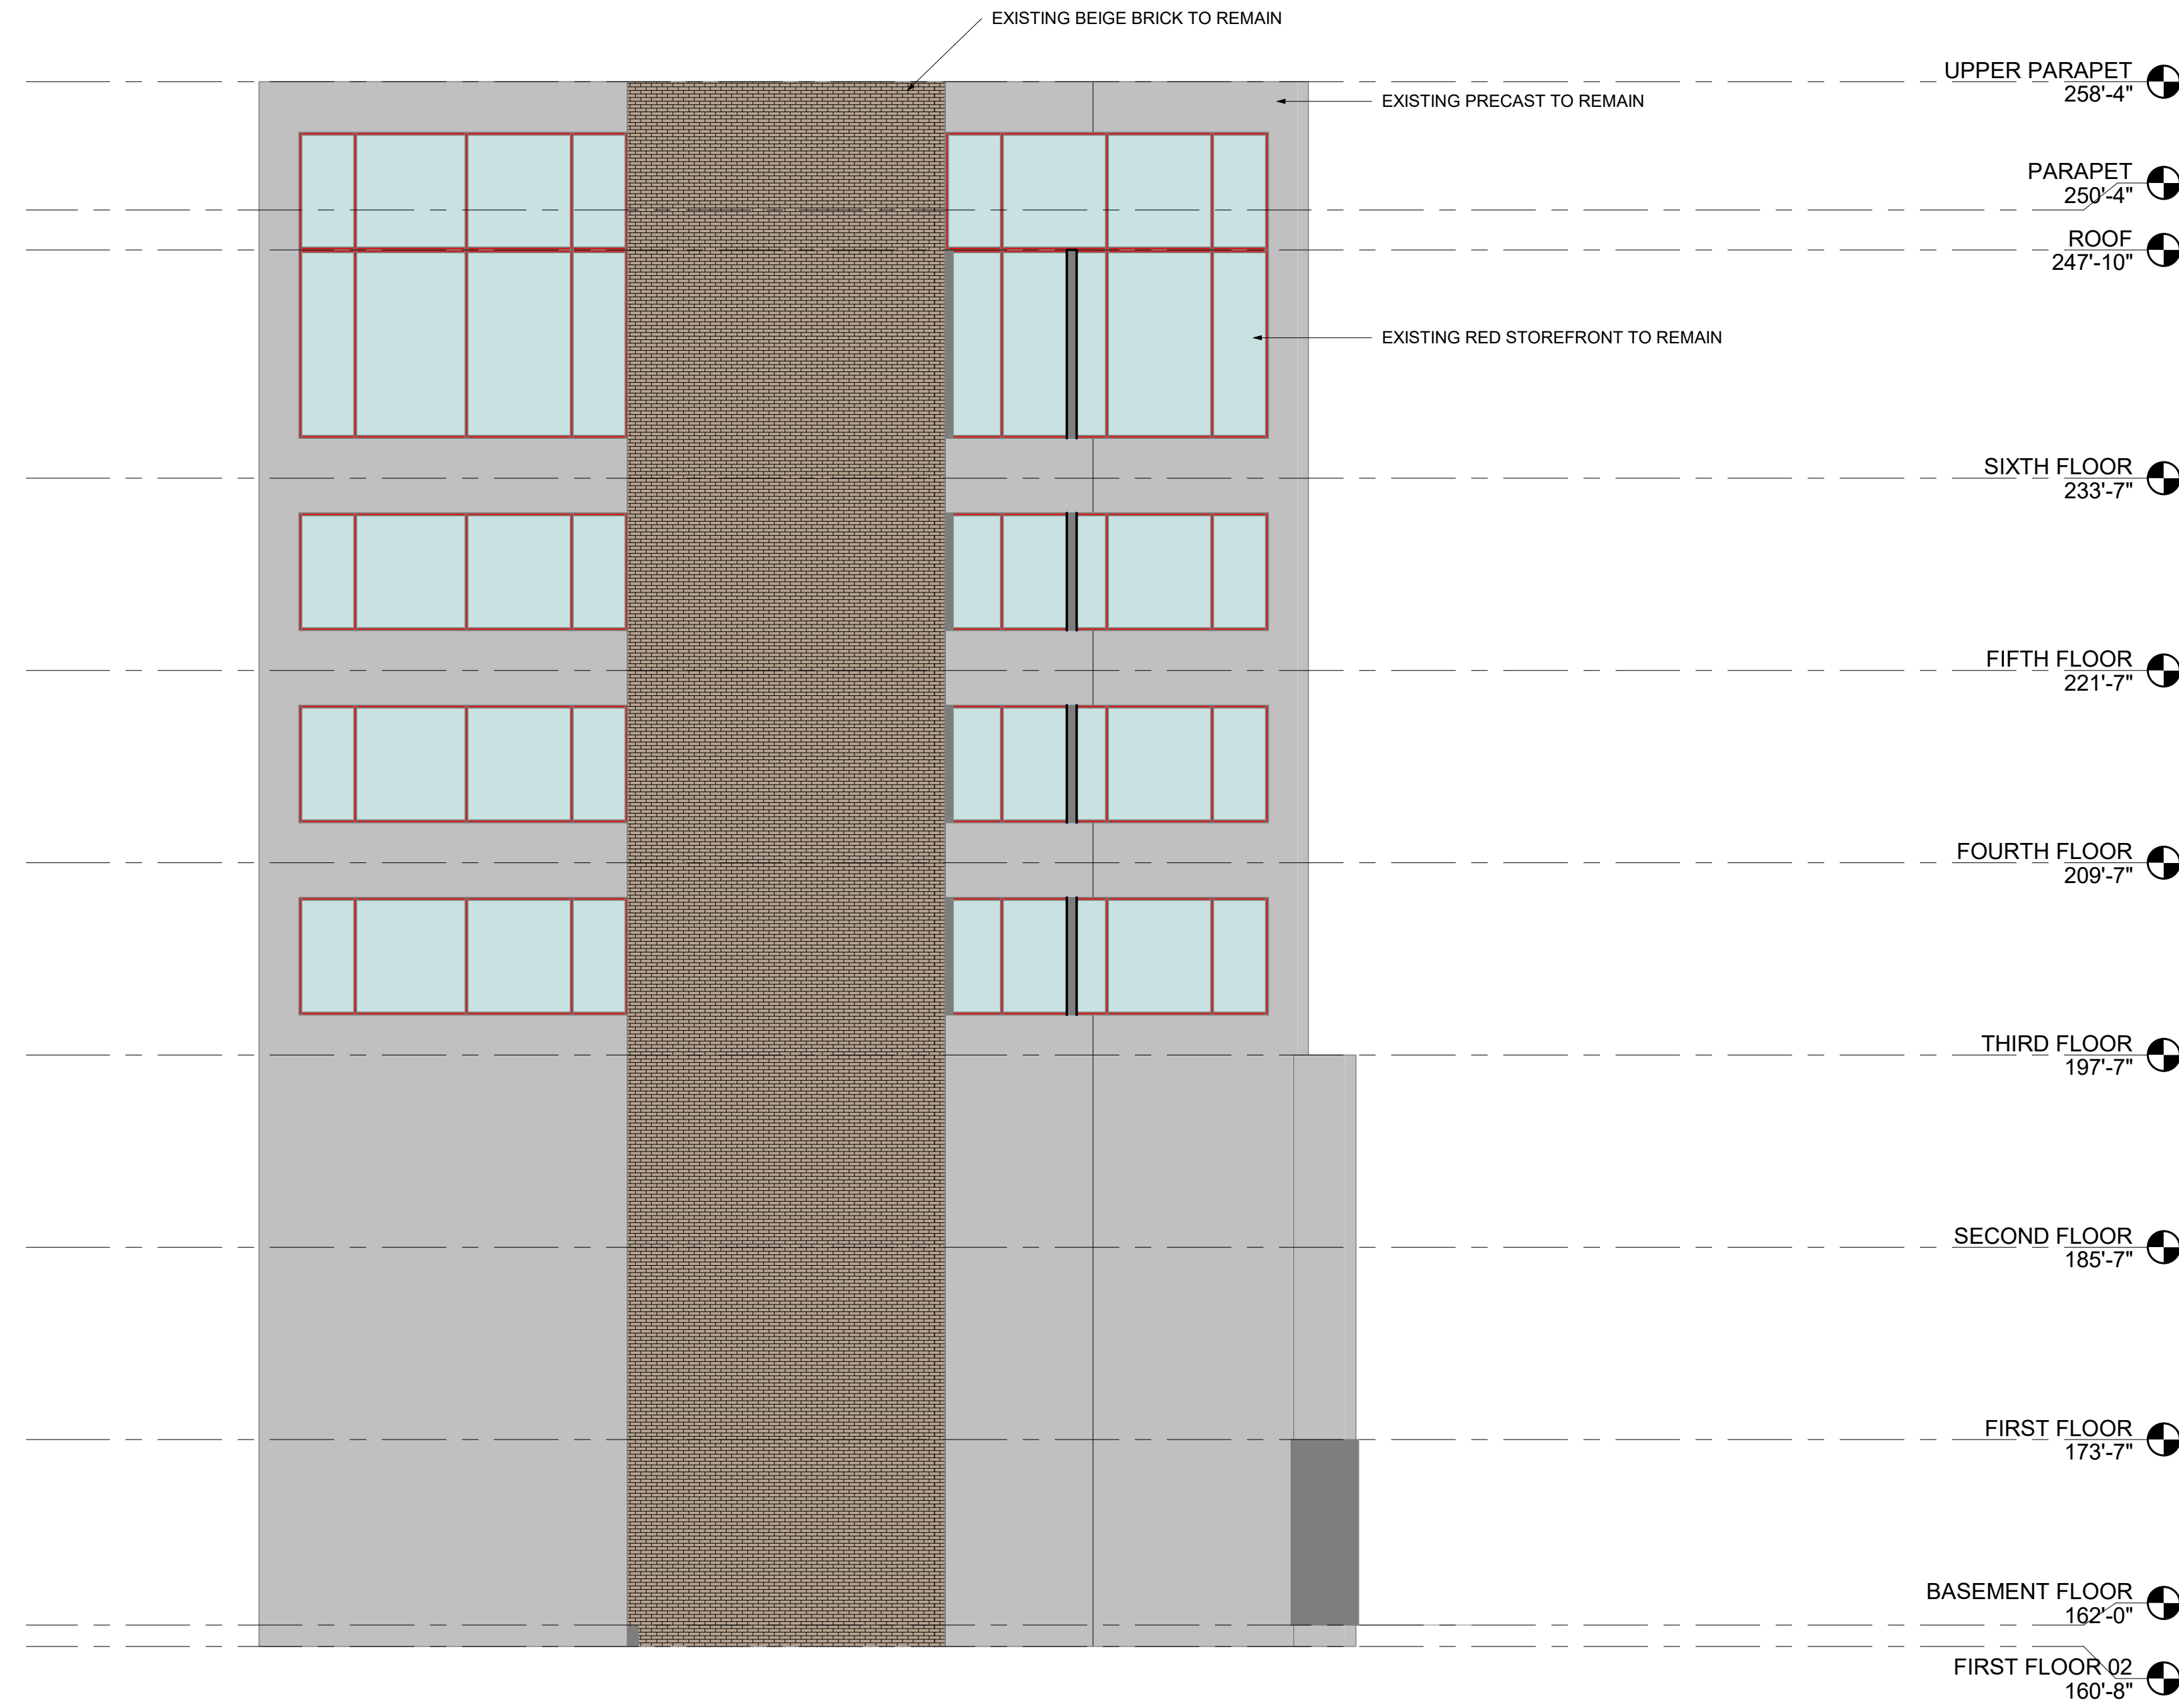 EXISTING BEIGE BRICK TO REMAIN
UPPER PARAPET
258'-4"
EXISTING PRECAST TO REMAIN
PARAPET
250'-4"
ROOF
247'-10"
EXISTING RED STOREFRONT TO REMAIN
SIXTH FLOOR
233'-7"
FIFTH FLOOR
221'-7"
FOURTH FLOOR
209'-7"
THIRD FLOOR
197'-7"
SECOND FLOOR
185'-7"
FIRST FLOOR
173'-7"
BASEMENT FLOOR
162'-0"
FIRST FLOOR 02
160'-8"